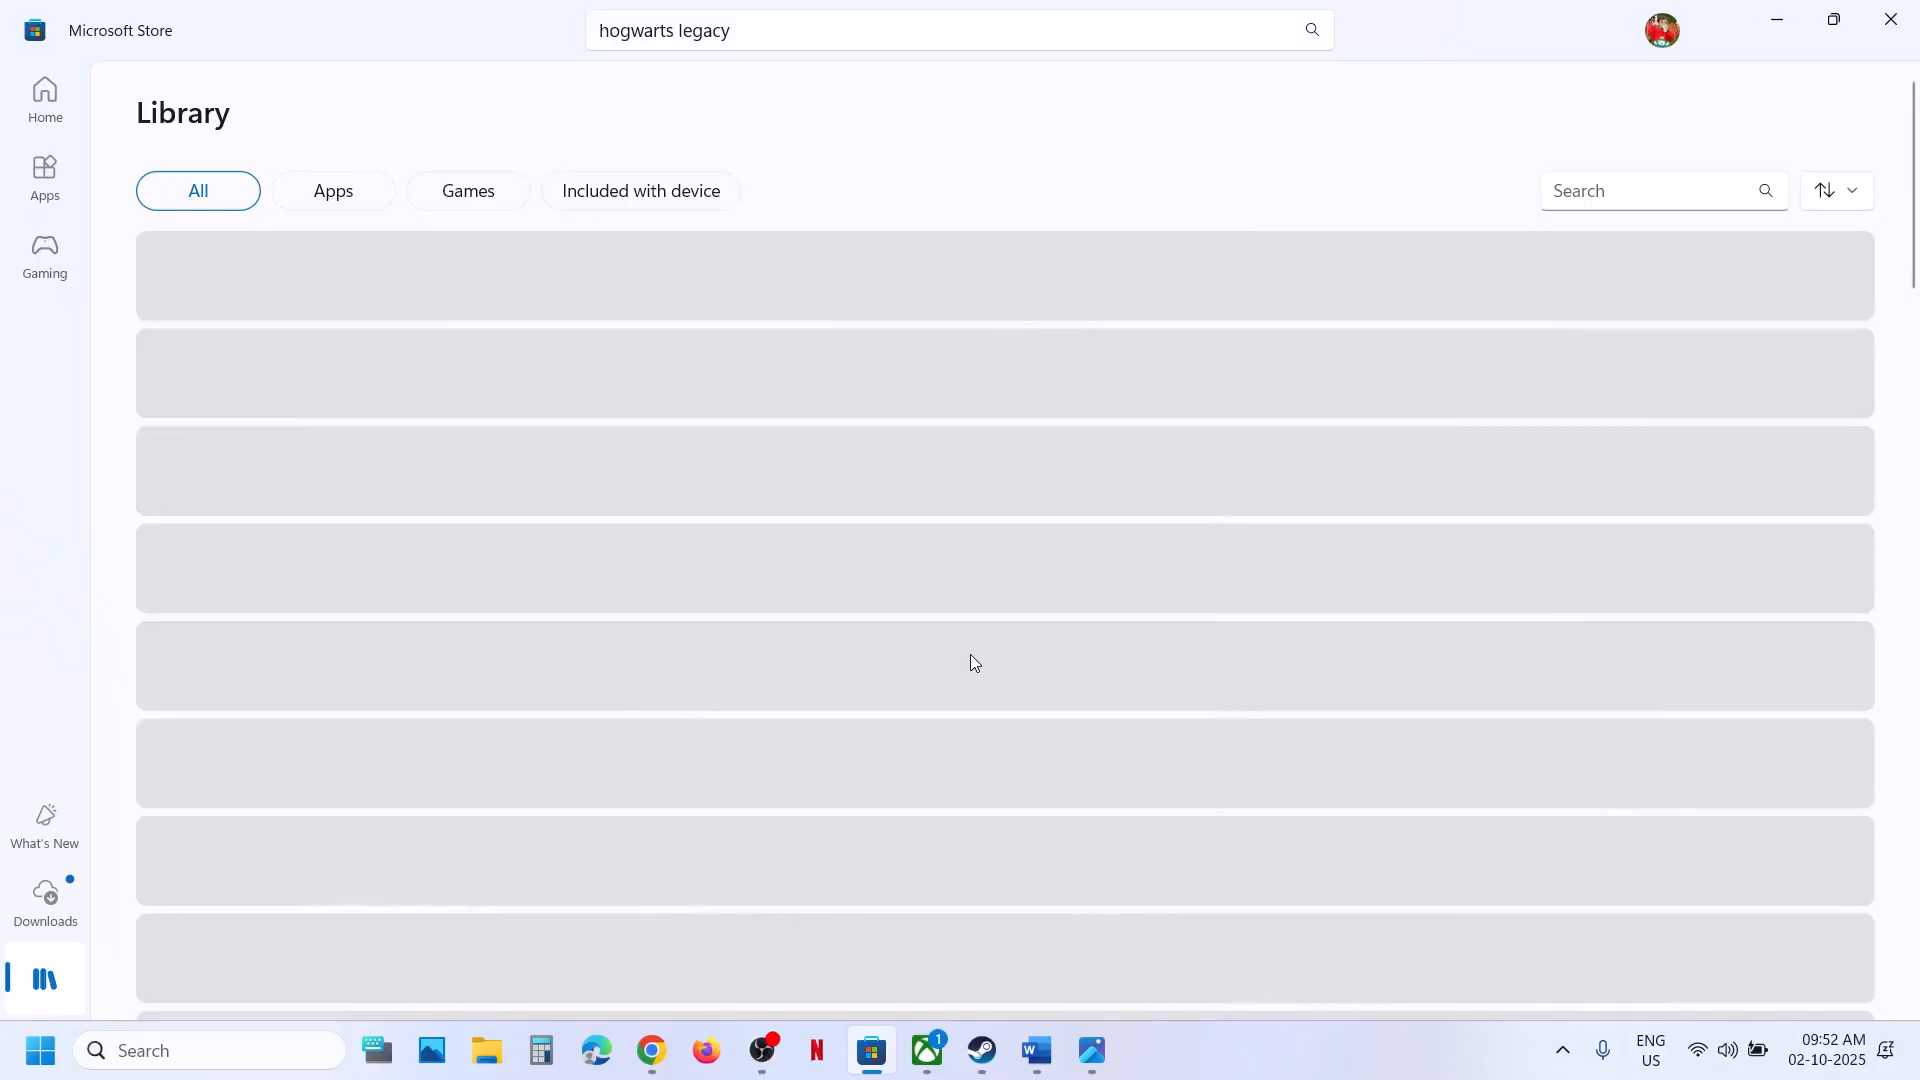 Microsoft Store
hogwarts legacy
Home
Apps
Gaming
What's New
Downloads
Library
All
Apps
Games
Included with device
Search
Search
N
1
W
ENG
US
09:52 AM
02-10-2025